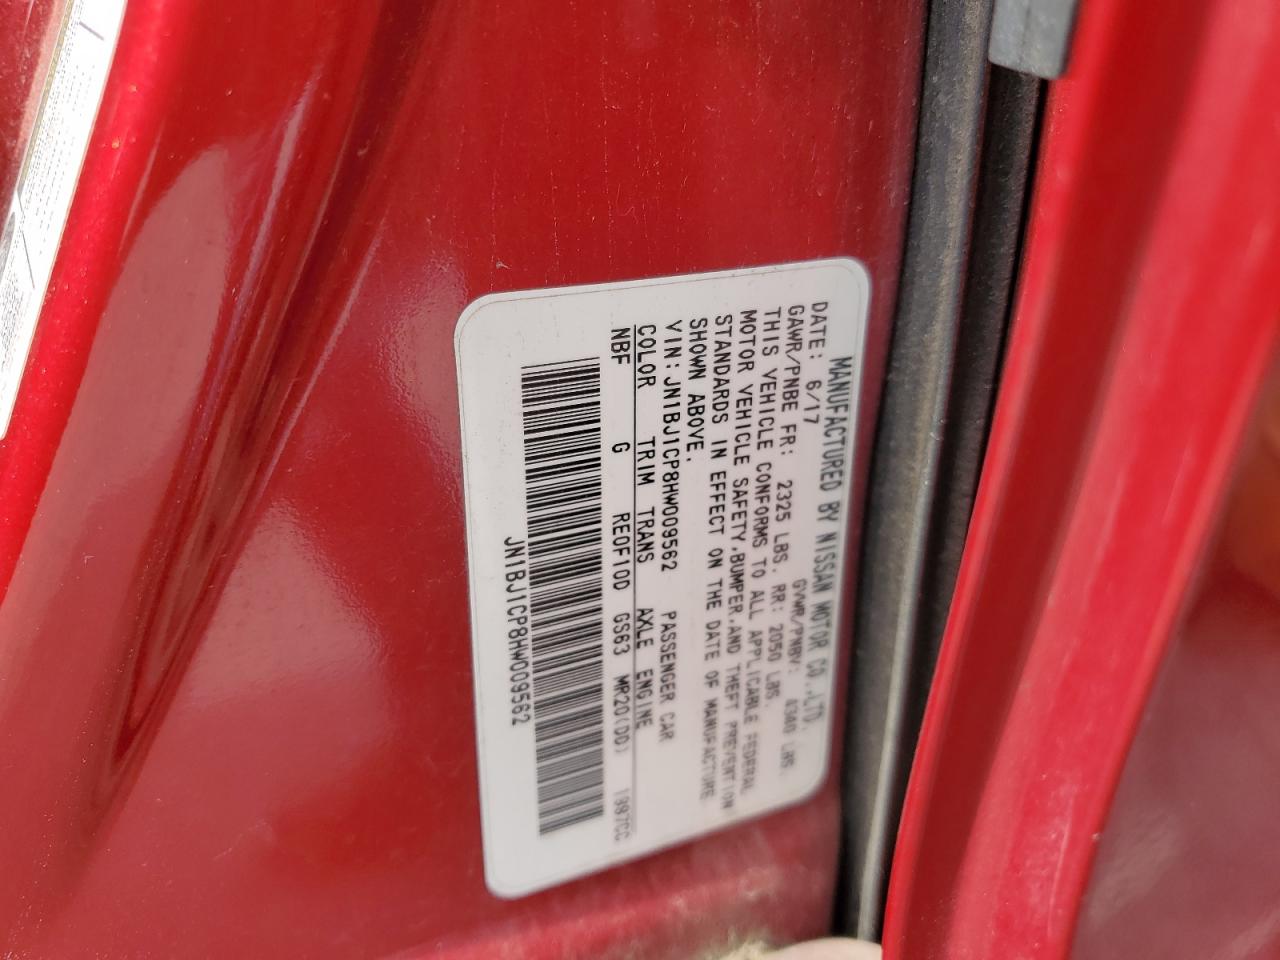 MANUFACTURED BY NISSAN MOTOR CO.,LTD.
DATE: 6/17 GVWR/PNBV: 4340 LBS.
GAWR/PNBE FR: 2325 LBS. RR: 2050 LBS.
THIS VEHICLE CONFORMS TO ALL APPLICABLE FEDERAL
MOTOR VEHICLE SAFETY,BUMPER,AND THEFT PREVENTION
STANDARDS IN EFFECT ON THE DATE OF MANUFACTURE
SHOWN ABOVE.
VIN:JN1BJ1CP8HW009562 PASSENGER CAR
COLOR TRIM TRANS AXLE ENGINE
NBF G RE0F10D GS63 MR20(DD) 1997CC
JN1BJ1CP8HW009562